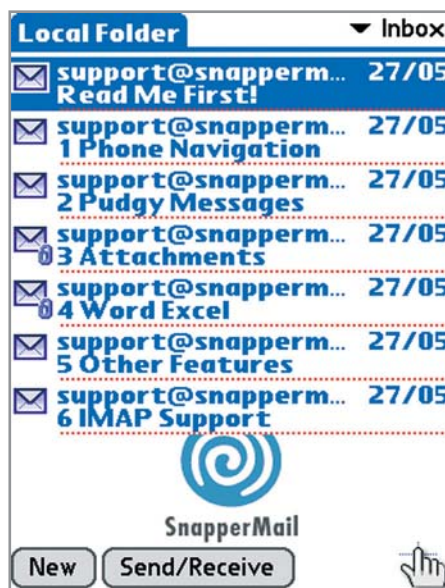 Local Folder
Inbox
support@snapperm... 27/05
Read Me First!
support@snapperm... 27/05
1 Phone Navigation
support@snapperm... 27/05
2 Pudgy Messages
support@snapperm... 27/05
3 Attachments
support@snapperm... 27/05
4 Word Excel
support@snapperm... 27/05
5 Other Features
support@snapperm... 27/05
6 IMAP Support
SnapperMail
New Send/Receive